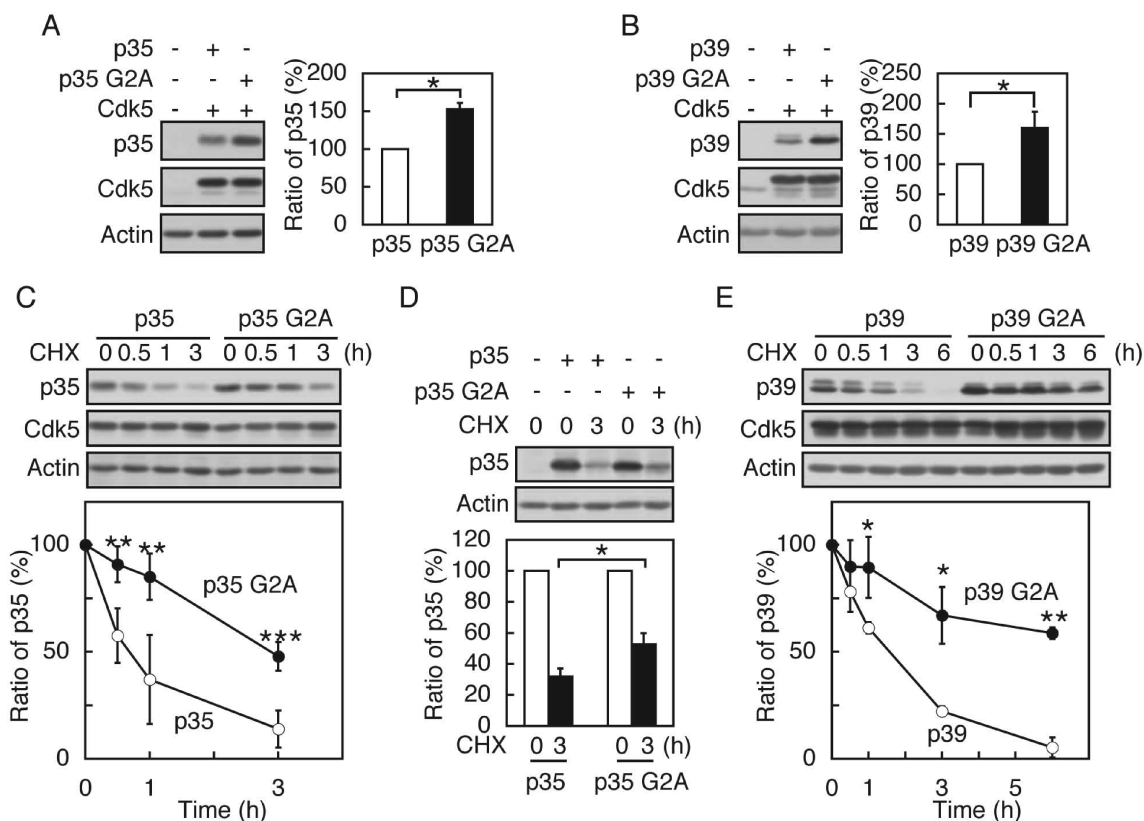 A
p35 - + -
p35 G2A - - +
Cdk5 - + +
p35
Cdk5
Actin
Ratio of p35 (%)
200
150
100
50
0
*
p35 p35 G2A
B
p39 - + -
p39 G2A - - +
Cdk5 - + +
p39
Cdk5
Actin
Ratio of p39 (%)
250
200
150
100
50
0
*
p39 p39 G2A
C
p35 p35 G2A
CHX 0 0.5 1 3 0 0.5 1 3 (h)
p35
Cdk5
Actin
Ratio of p35 (%)
100
50
0
** **
***
p35 G2A
p35
0 1 3
Time (h)
D
p35 - + + - -
p35 G2A - - - + +
CHX 0 0 3 0 3 (h)
p35
Actin
Ratio of p35 (%)
120
100
80
60
40
20
0
*
CHX 0 3 0 3 (h)
p35 p35 G2A
E
p39 p39 G2A
CHX 0 0.5 1 3 6 0 0.5 1 3 6 (h)
p39
Cdk5
Actin
Ratio of p39 (%)
100
50
0
*
*
**
p39 G2A
p39
0 1 3 5
Time (h)